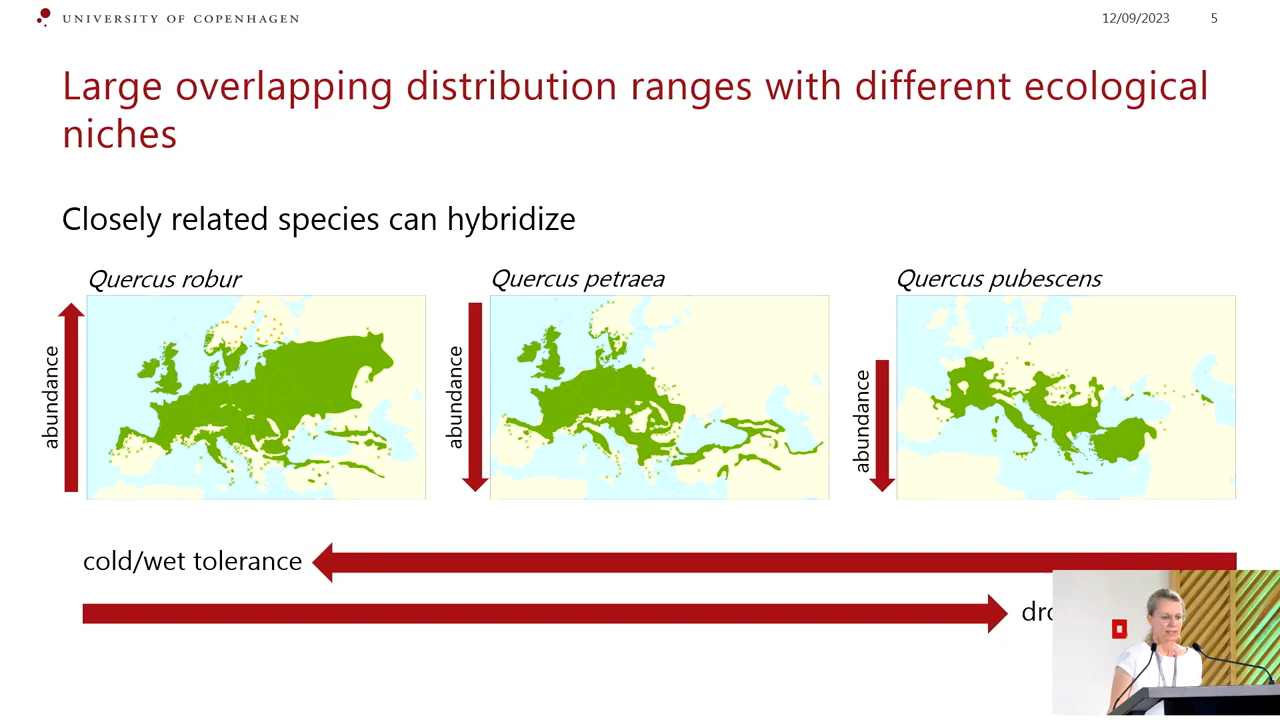 UNIVERSITY OF COPENHAGEN
12/09/2023
5
Large overlapping distribution ranges with different ecological
niches
Closely related species can hybridize
Quercus robur
Quercus petraea
Quercus pubescens
abundance
abundance
abundance
cold/wet tolerance